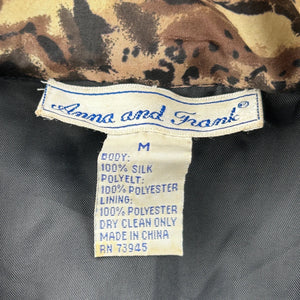 Anna and Frank®
M
BODY:
100% SILK
POLYELT:
100% POLYESTER
LINING:
100% POLYESTER
DRY CLEAN ONLY
MADE IN CHINA
RN 73945